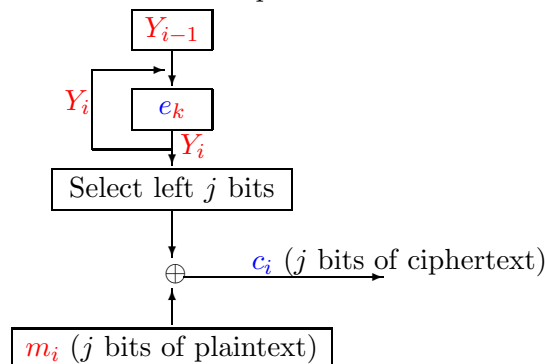 Y_{i−1}
Y_i
e_k
Y_i
Select left j bits
⊕
c_i (j bits of ciphertext)
m_i (j bits of plaintext)